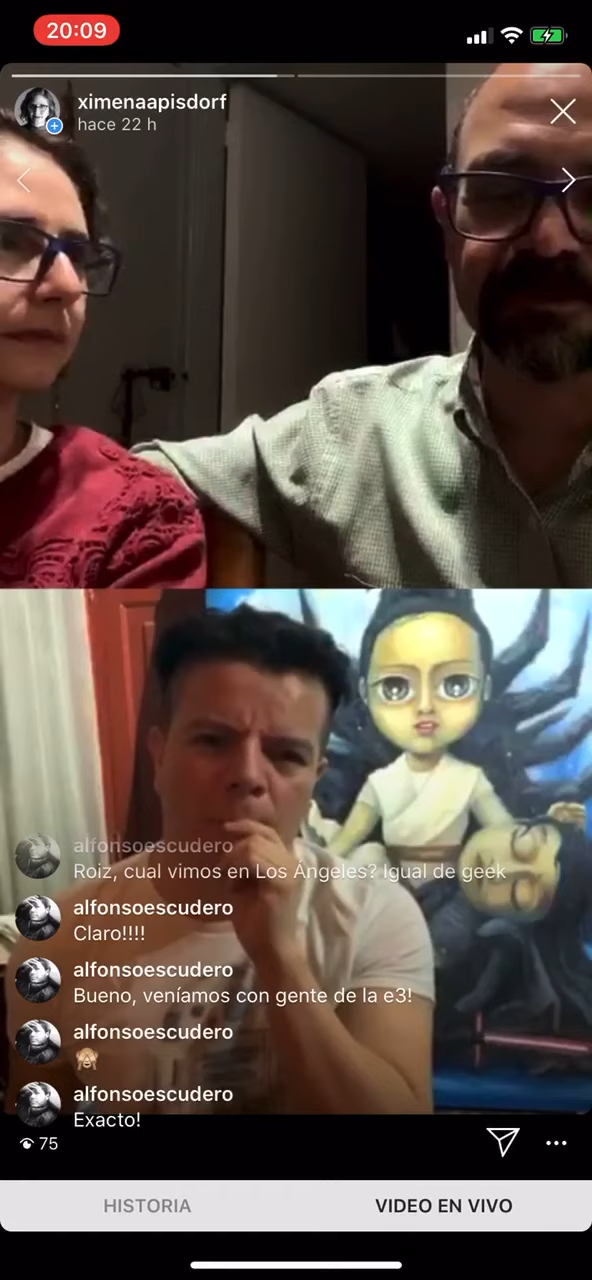 20:09
ximenaapisdorf
hace 22 h
alfonsoescudero
Roiz, cual vimos en Los Ángeles? Igual de geek
alfonsoescudero
Claro!!!!
alfonsoescudero
Bueno, veníamos con gente de la e3!
alfonsoescudero
🙈
alfonsoescudero
Exacto!
75
HISTORIA
VIDEO EN VIVO